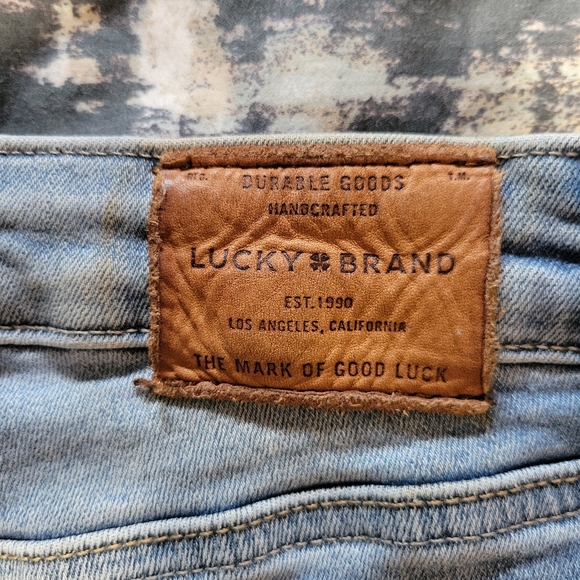 DURABLE GOODS T.M.
HANDCRAFTED
LUCKY BRAND
EST. 1990
LOS ANGELES, CALIFORNIA
THE MARK OF GOOD LUCK